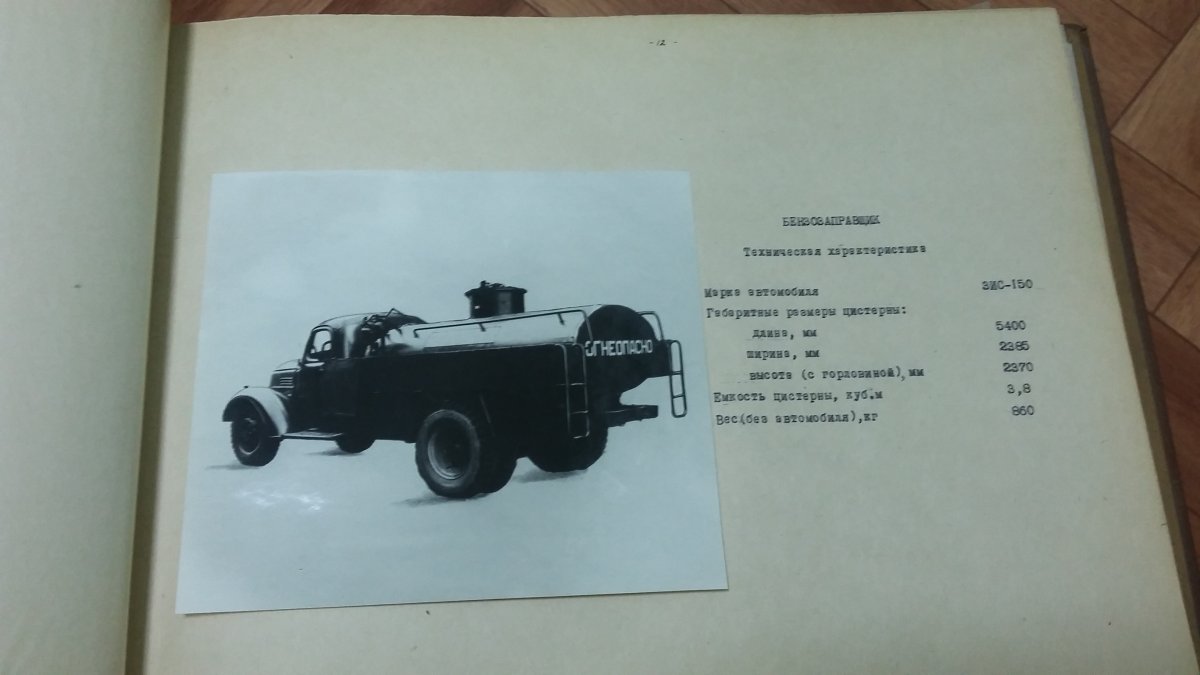 - 12 -
БЕНЗОЗАПРАВЩИК
Техническая характеристика
Марка автомобиля ЗИС-150
Габаритные размеры цистерны:
длина, мм 5400
ширина, мм 2385
высота (с горловиной), мм 2370
Емкость цистерны, куб.м 3,8
Вес(без автомобиля),кг 860
ОГНЕОПАСНО